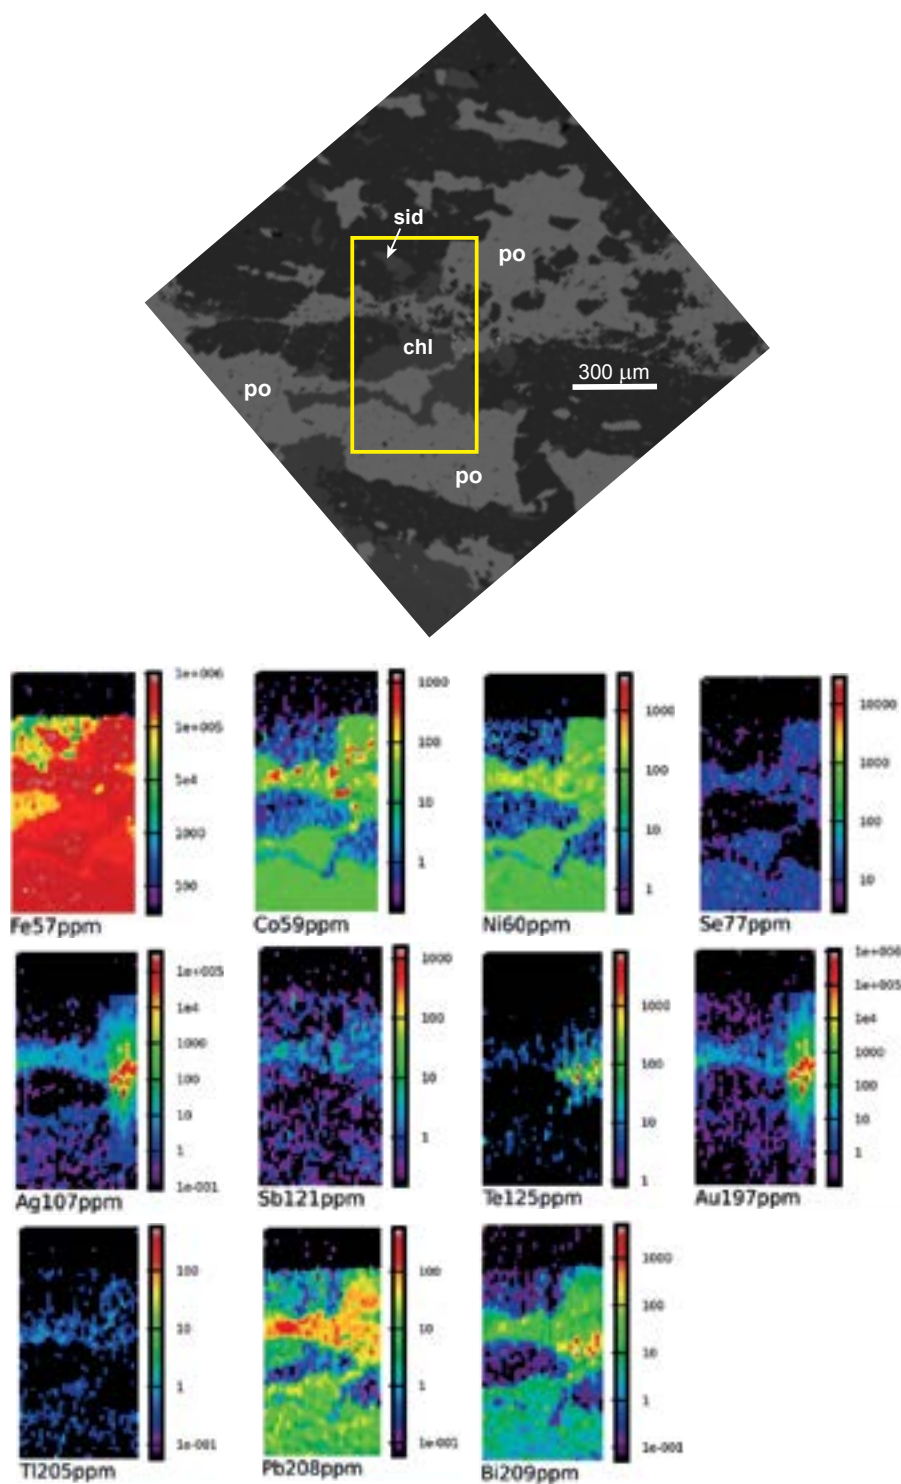 sid
po
chl
300 µm
po
po
1e+006
1e+005
1e4
1000
100
Fe57ppm
1000
100
10
1
Co59ppm
1000
100
10
1
Ni60ppm
10000
1000
100
10
Se77ppm
1e+005
1e4
1000
100
10
1
1e-001
Ag107ppm
1000
100
10
1
Sb121ppm
1000
100
10
1
Te125ppm
1e+006
1e+005
1e4
1000
100
10
1
Au197ppm
100
10
1
1e-001
Tl205ppm
100
10
1
1e-001
Pb208ppm
1000
100
10
1
1e-001
Bi209ppm